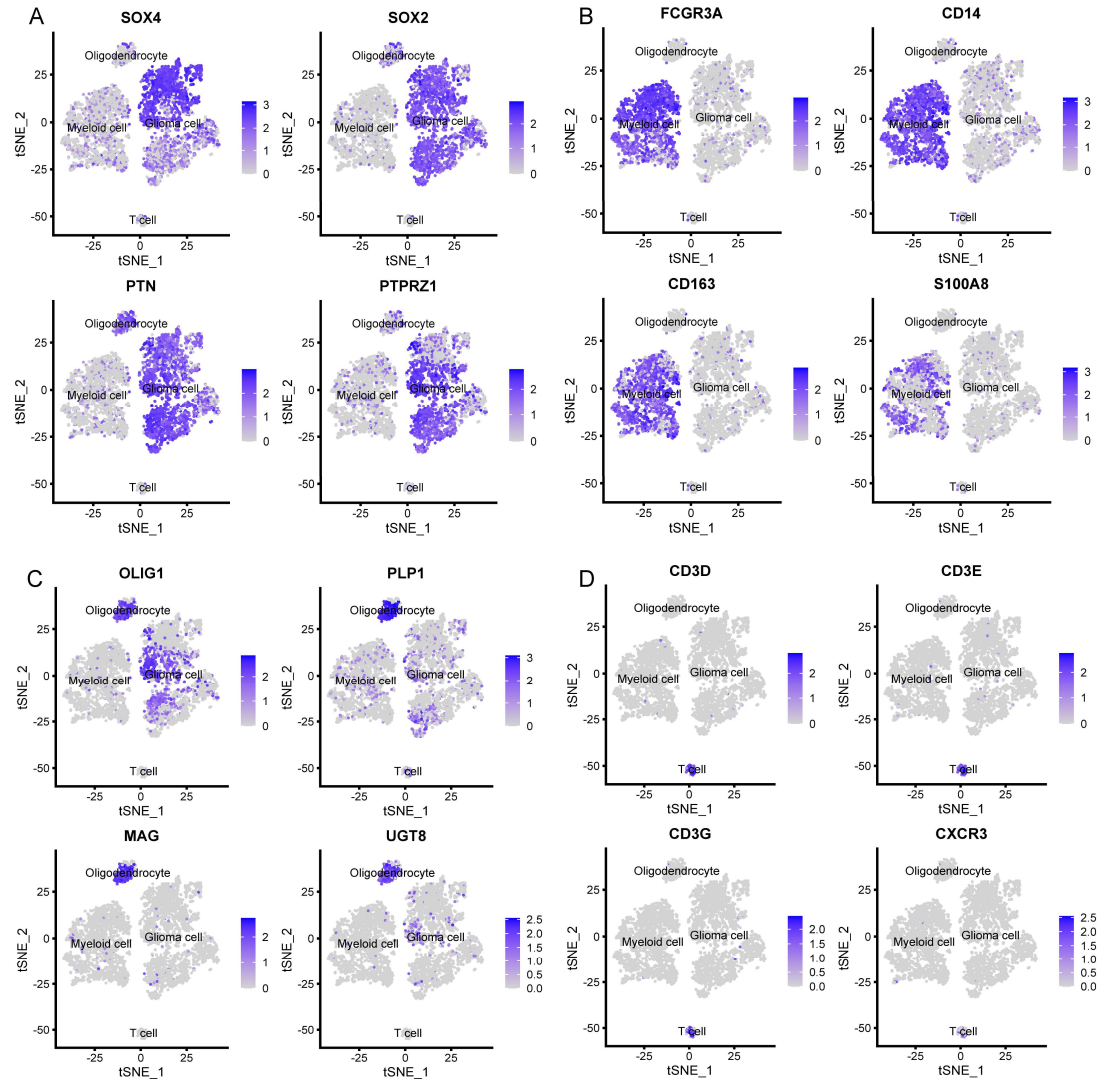 A
SOX4
Oligodendrocyte
Myeloid cell
Glioma cell
T cell
25
0
-25
-50
-25
0
25
tSNE_2
tSNE_1
3
2
1
0
SOX2
Oligodendrocyte
Myeloid cell
Glioma cell
T cell
25
0
-25
-50
-25
0
25
tSNE_2
tSNE_1
2
1
0
PTN
Oligodendrocyte
Myeloid cell
Glioma cell
T cell
25
0
-25
-50
-25
0
25
tSNE_2
tSNE_1
2
1
0
PTPRZ1
Oligodendrocyte
Myeloid cell
Glioma cell
T cell
25
0
-25
-50
-25
0
25
tSNE_2
tSNE_1
2
1
0
B
FCGR3A
Oligodendrocyte
Myeloid cell
Glioma cell
T cell
25
0
-25
-50
-25
0
25
tSNE_2
tSNE_1
2
1
0
CD14
Oligodendrocyte
Myeloid cell
Glioma cell
T cell
25
0
-25
-50
-25
0
25
tSNE_2
tSNE_1
3
2
1
0
CD163
Oligodendrocyte
Myeloid cell
Glioma cell
T cell
25
0
-25
-50
-25
0
25
tSNE_2
tSNE_1
2
1
0
S100A8
Oligodendrocyte
Myeloid cell
Glioma cell
T cell
25
0
-25
-50
-25
0
25
tSNE_2
tSNE_1
3
2
1
0
C
OLIG1
Oligodendrocyte
Myeloid cell
Glioma cell
T cell
25
0
-25
-50
-25
0
25
tSNE_2
tSNE_1
2
1
0
PLP1
Oligodendrocyte
Myeloid cell
Glioma cell
T cell
25
0
-25
-50
-25
0
25
tSNE_2
tSNE_1
3
2
1
0
MAG
Oligodendrocyte
Myeloid cell
Glioma cell
T cell
25
0
-25
-50
-25
0
25
tSNE_2
tSNE_1
2
1
0
UGT8
Oligodendrocyte
Myeloid cell
Glioma cell
T cell
25
0
-25
-50
-25
0
25
tSNE_2
tSNE_1
2.5
2.0
1.5
1.0
0.5
0.0
D
CD3D
Oligodendrocyte
Myeloid cell
Glioma cell
T cell
25
0
-25
-50
-25
0
25
tSNE_2
tSNE_1
2
1
0
CD3E
Oligodendrocyte
Myeloid cell
Glioma cell
T cell
25
0
-25
-50
-25
0
25
tSNE_2
tSNE_1
2
1
0
CD3G
Oligodendrocyte
Myeloid cell
Glioma cell
T cell
25
0
-25
-50
-25
0
25
tSNE_2
tSNE_1
2.0
1.5
1.0
0.5
0.0
CXCR3
Oligodendrocyte
Myeloid cell
Glioma cell
T cell
25
0
-25
-50
-25
0
25
tSNE_2
tSNE_1
2.5
2.0
1.5
1.0
0.5
0.0